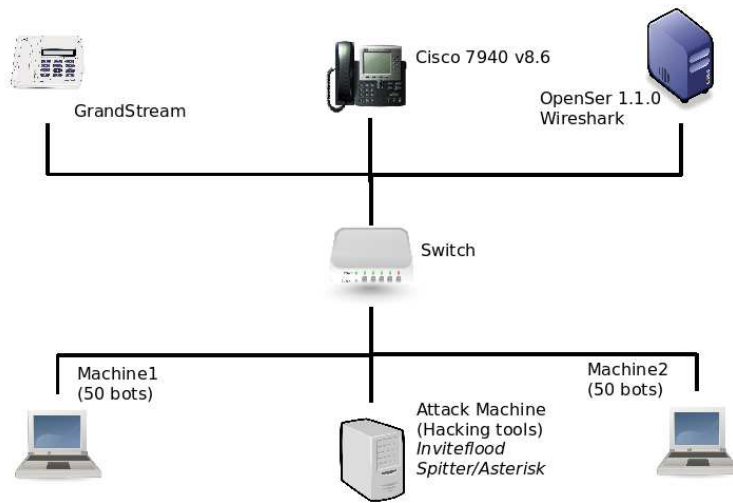 Cisco 7940 v8.6
GrandStream
OpenSer 1.1.0
Wireshark
Switch
Machine1
(50 bots)
Machine2
(50 bots)
Attack Machine
(Hacking tools)
Inviteflood
Spitter/Asterisk